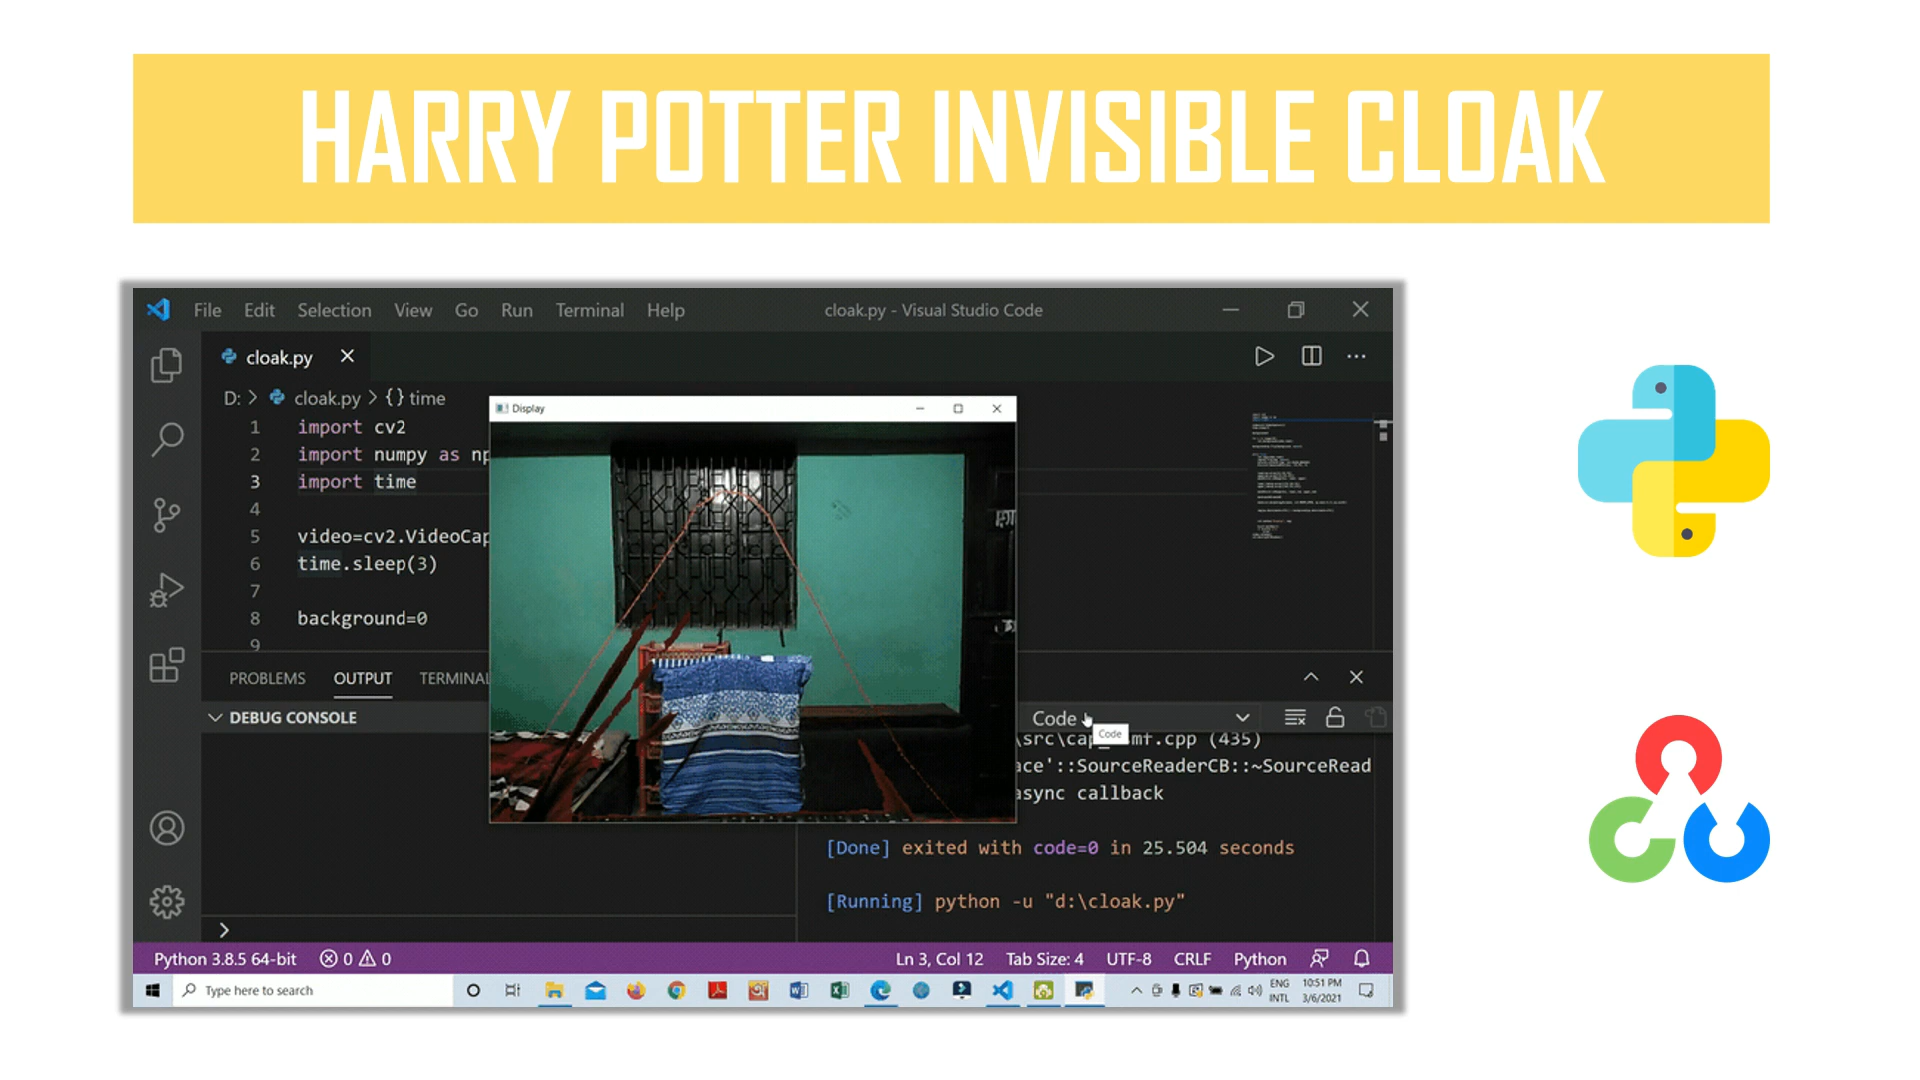 HARRY POTTER INVISIBLE CLOAK
File Edit Selection View Go Run Terminal Help cloak.py - Visual Studio Code
cloak.py
D: > cloak.py > {} time
1 import cv2
2 import numpy as np
3 import time
4
5 video=cv2.VideoCap
6 time.sleep(3)
7
8 background=0
9
Display
PROBLEMS OUTPUT TERMINAL
DEBUG CONSOLE
Code
Code
\src\cap_ mf.cpp (435)
ace'::SourceReaderCB::~SourceRead
async callback
[Done] exited with code=0 in 25.504 seconds
[Running] python -u "d:\cloak.py"
Python 3.8.5 64-bit 0 0 Ln 3, Col 12 Tab Size: 4 UTF-8 CRLF Python
Type here to search
ENG 10:51 PM
INTL 3/6/2021